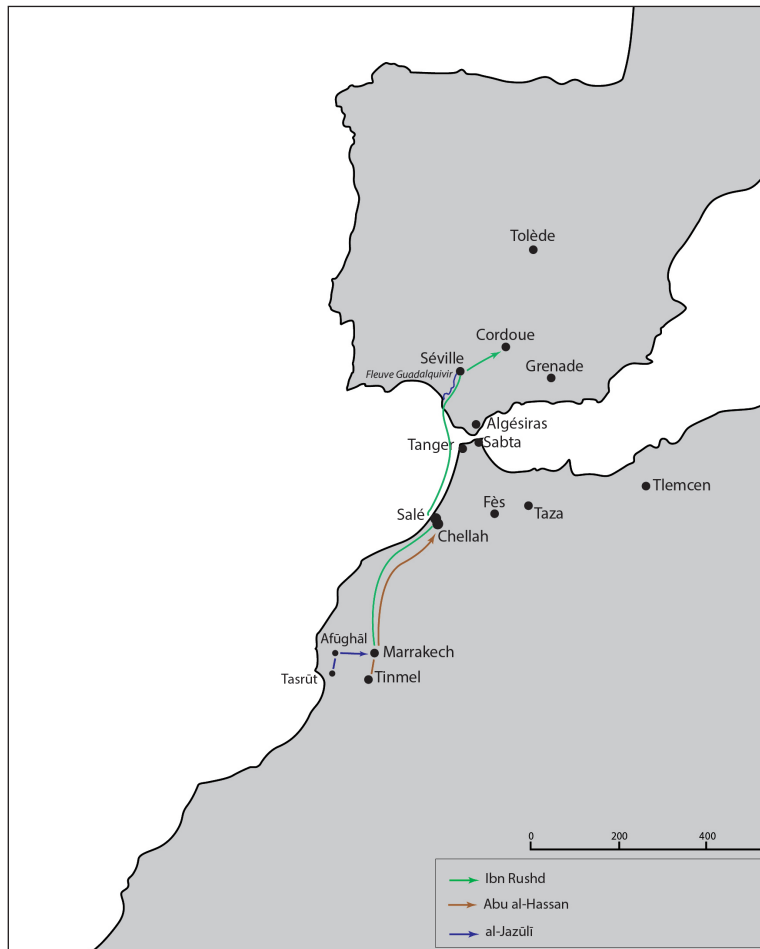 Tolède
Cordoue
Séville
Grenade
Fleuve Guadalquivir
Algésiras
Tanger
Sabta
Tlemcen
Fès
Taza
Salé
Chellah
Afūghāl
Marrakech
Tasrūt
Tinmel
0 200 400
Ibn Rushd
Abu al-Hassan
al-Jazūlī